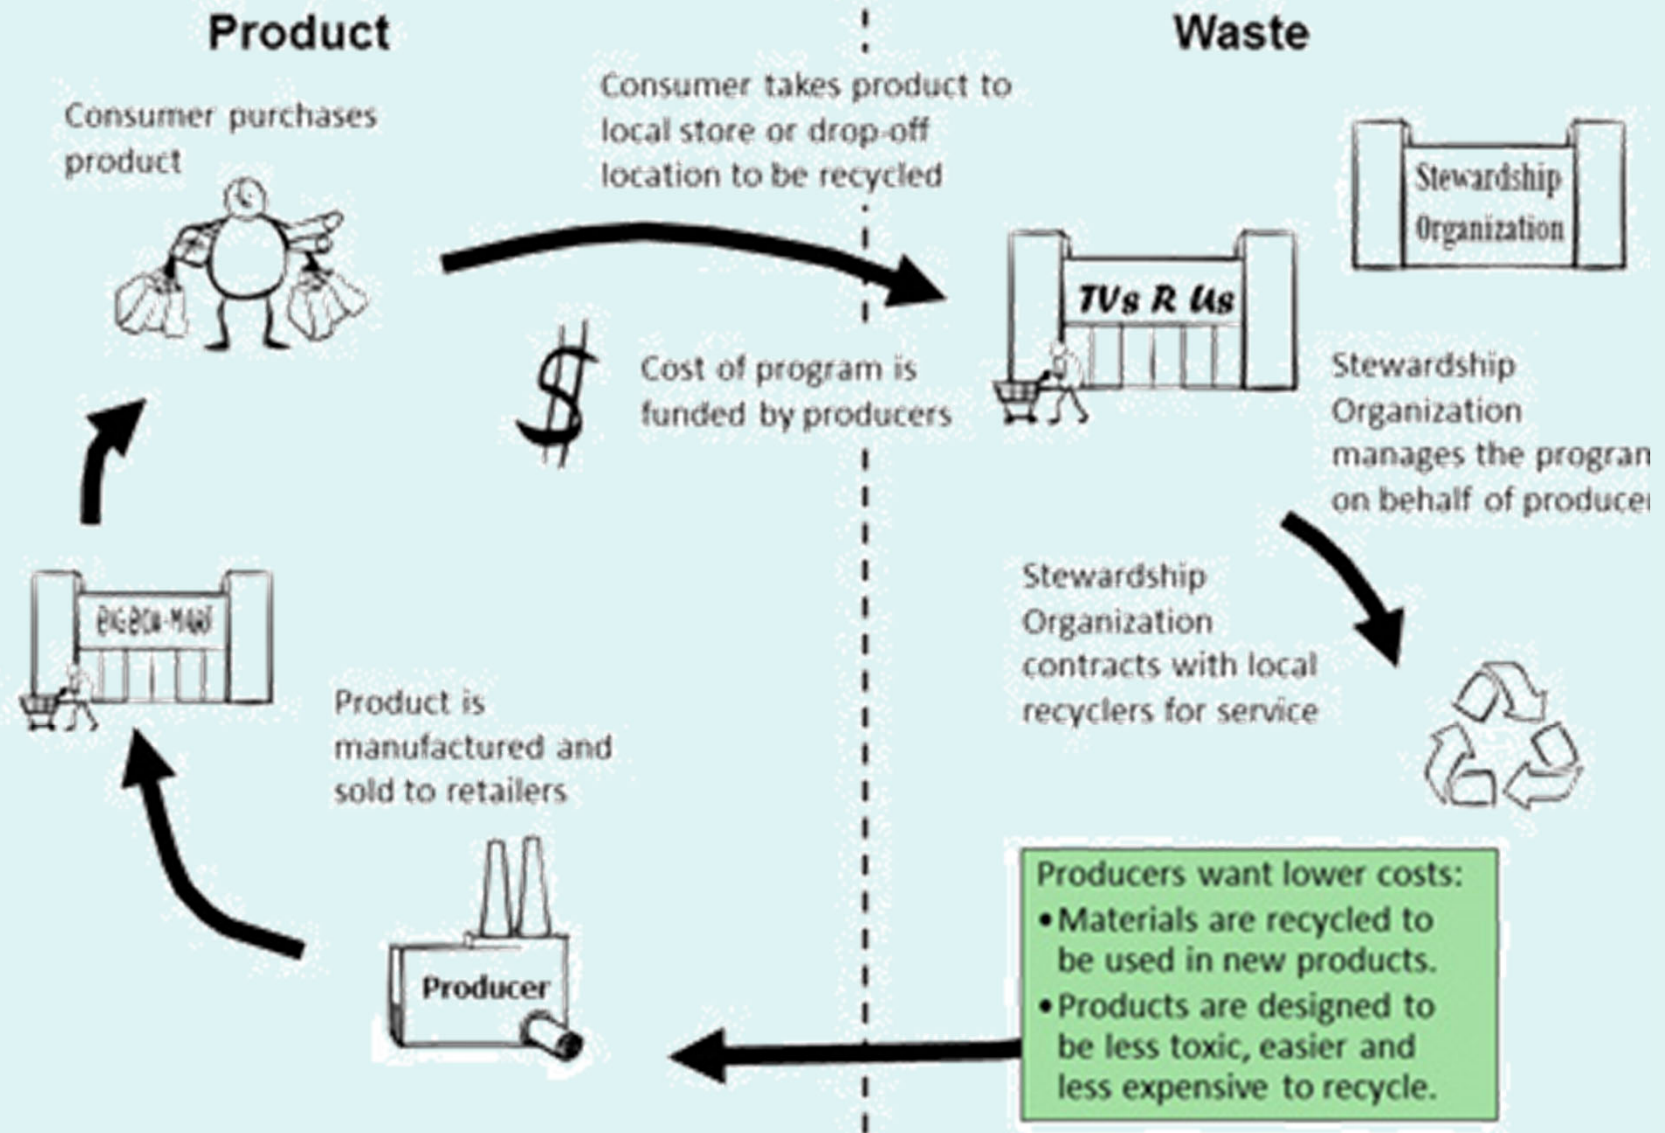 Product
Waste
Consumer purchases
product
Consumer takes product to
local store or drop-off
location to be recycled
Stewardship
Organization
TVs R Us
$
Cost of program is
funded by producers
Stewardship
Organization
manages the progran
on behalf of produce
Stewardship
Organization
contracts with local
recyclers for service
Product is
manufactured and
sold to retailers
Producer
Producers want lower costs:
•Materials are recycled to
be used in new products.
•Products are designed to
be less toxic, easier and
less expensive to recycle.